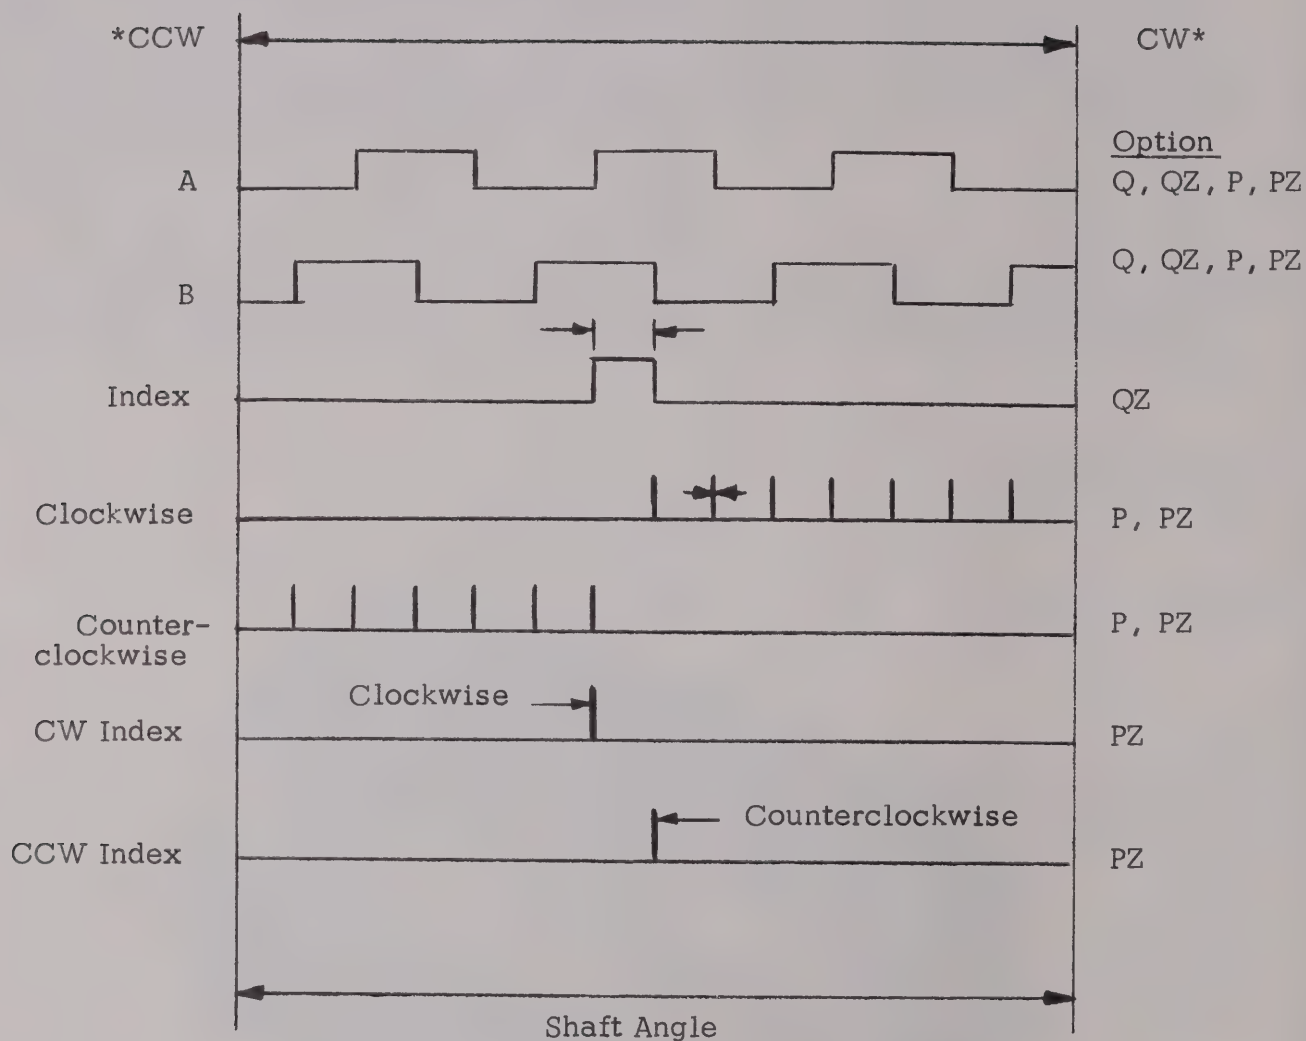 *CCW
CW*
Option
A
Q, QZ, P, PZ
B
Q, QZ, P, PZ
Index
QZ
Clockwise
P, PZ
Counter-
clockwise
P, PZ
Clockwise
CW Index
PZ
Counterclockwise
CCW Index
PZ
Shaft Angle